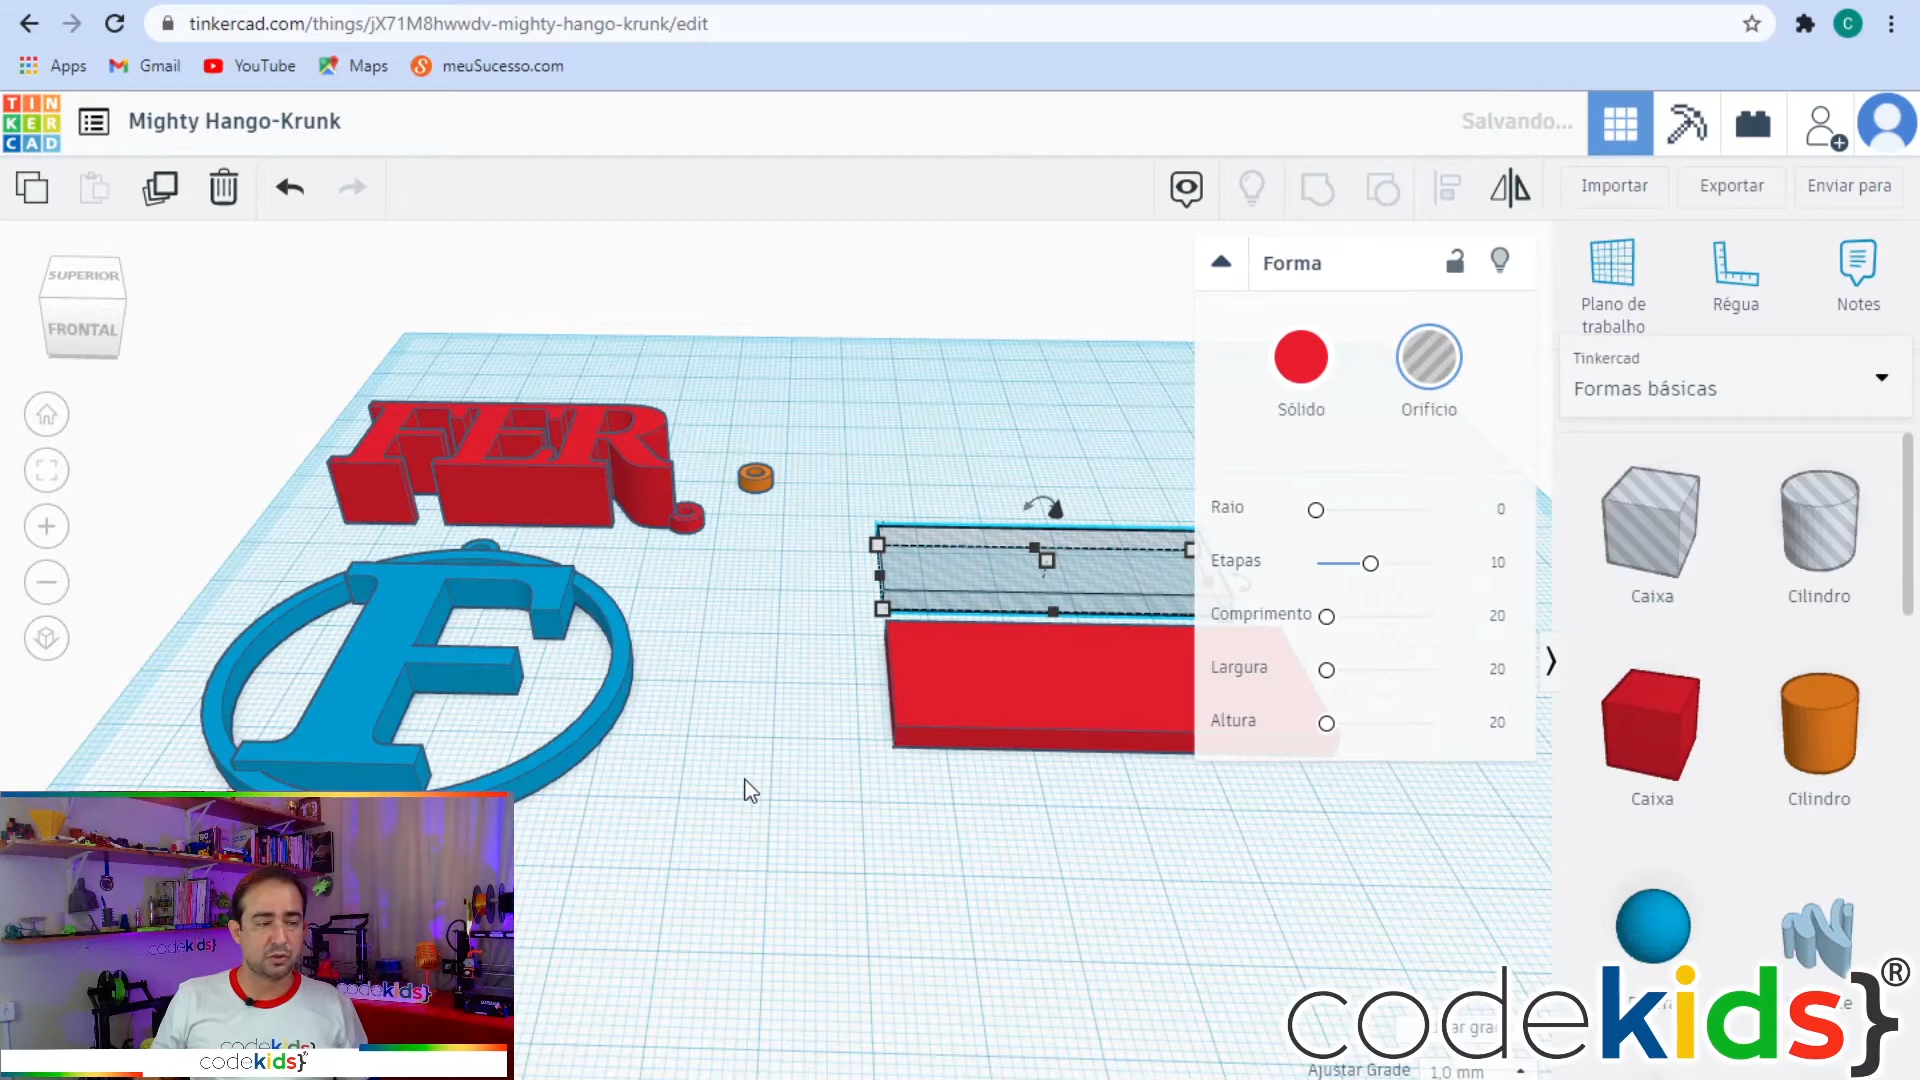 tinkercad.com/things/jX71M8hwwdv-mighty-hango-krunk/edit
C
Apps
Gmail
YouTube
Maps
meuSucesso.com
TIN
KER
CAD
Mighty Hango-Krunk
Salvando...
Importar
Exportar
Enviar para
SUPERIOR
FRONTAL
Forma
Sólido
Orifício
Raio
0
Etapas
10
Comprimento
20
Largura
20
Altura
20
Plano de
trabalho
Régua
Notes
Tinkercad
Formas básicas
Caixa
Cilindro
Caixa
Cilindro
FER
F
codekids}
codekids}
codekids}
codekids}
codekids}®
Ajustar Grade
1,0 mm